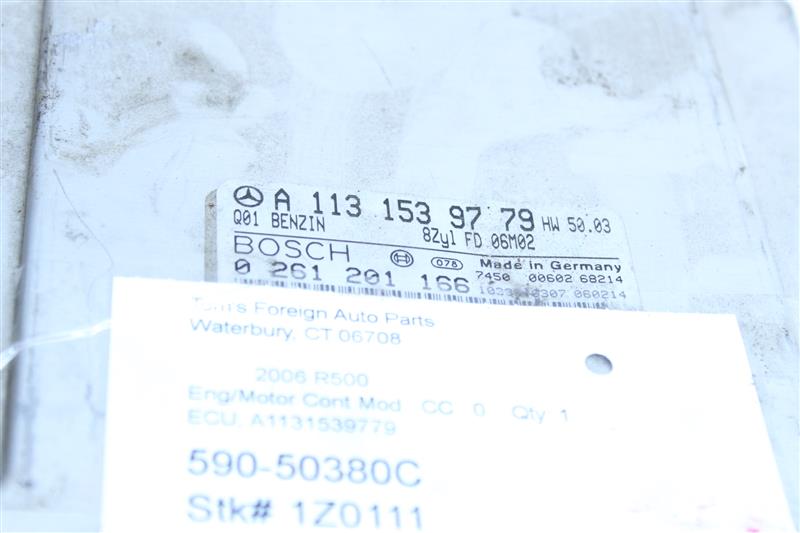 A 113 153 97 79 HW 50.03
Q01 BENZIN 8Zyl FD 06M02
BOSCH 078 Made in Germany
0 261 201 166 7450 00602 68214
060214
Tom's Foreign Auto Parts
Waterbury, CT 06708
2006 R500
Eng/Motor Cont Mod CC 0 Qty 1
ECU, A1131539779
590-50380C
Stk# 1Z0111